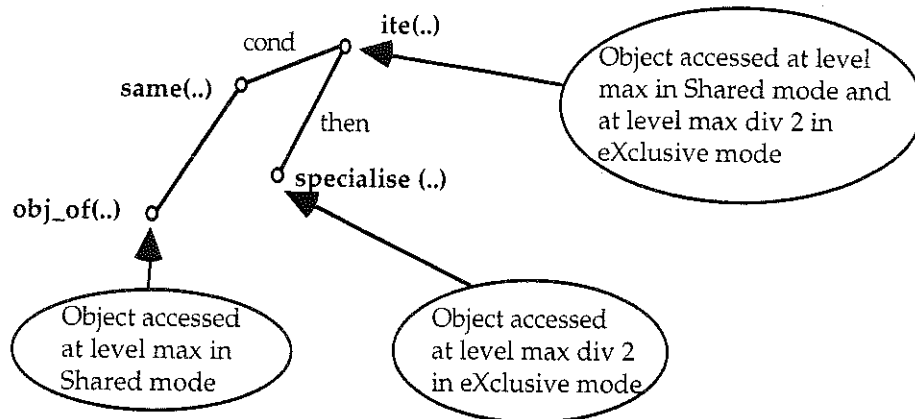 ite(..)
cond
same(..)
then
specialise (..)
obj_of(..)
Object accessed at level
max in Shared mode and
at level max div 2 in
eXclusive mode
Object accessed
at level max in
Shared mode
Object accessed
at level max div 2
in eXclusive mode